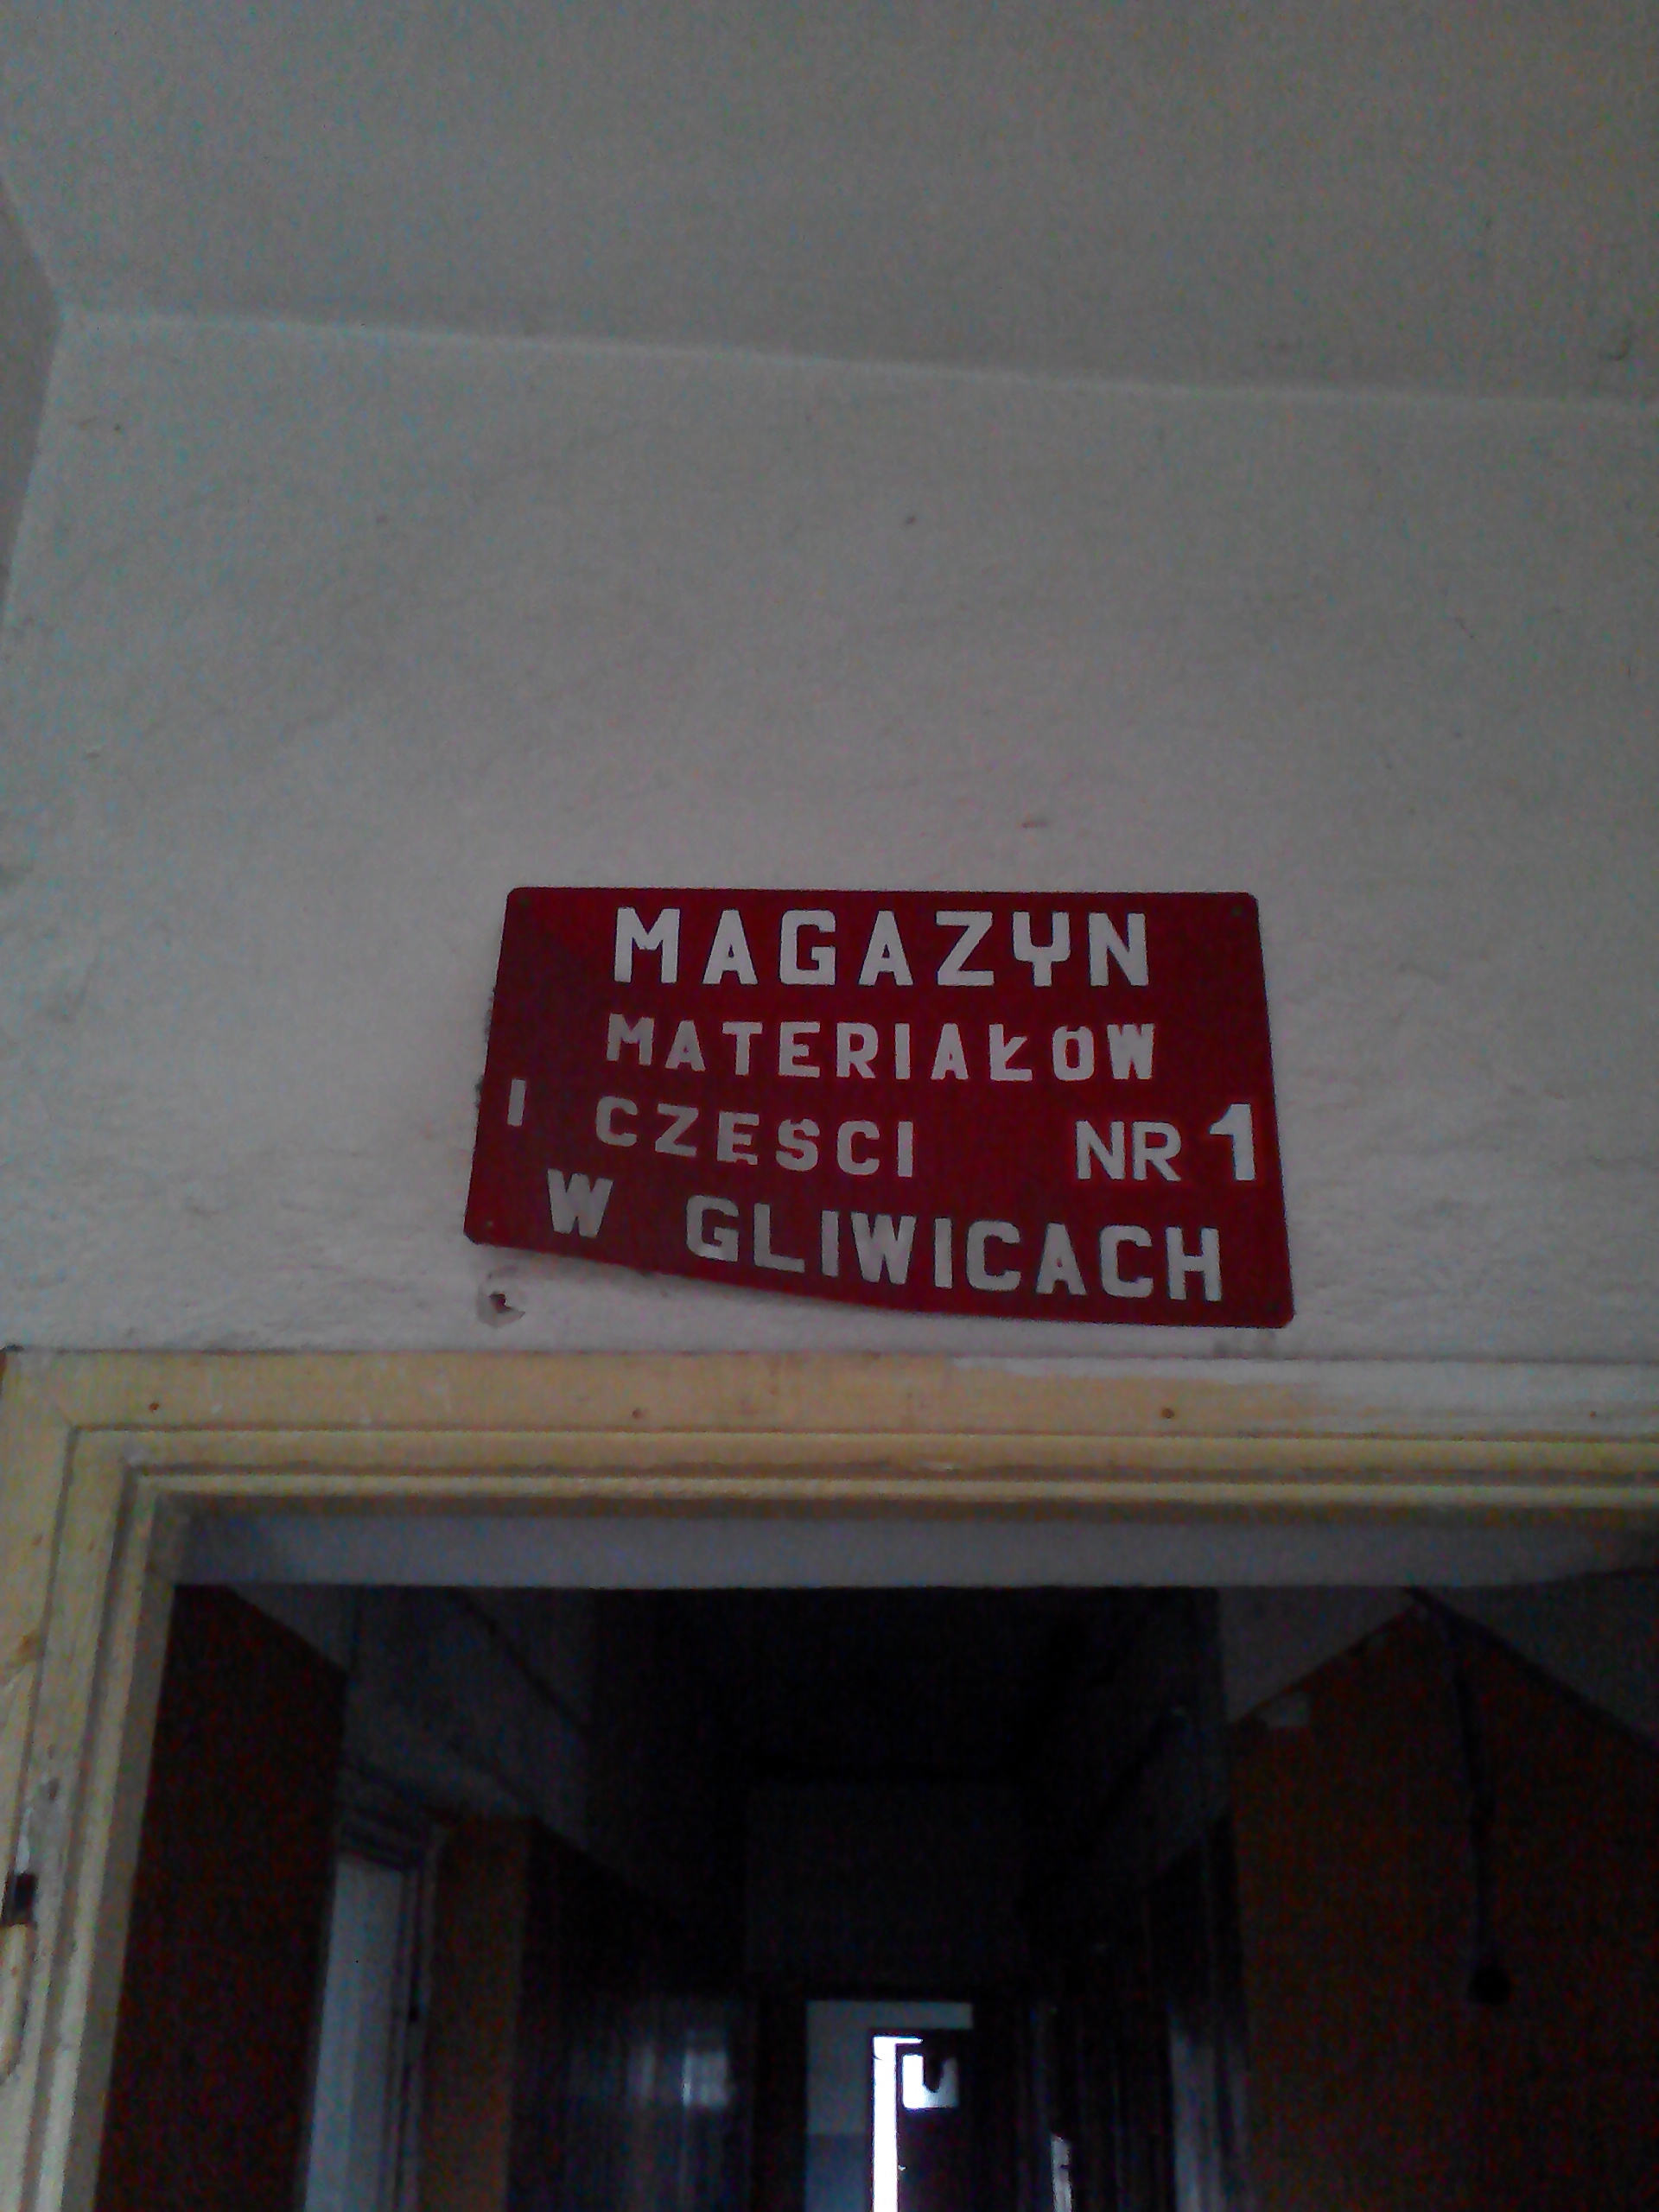 MAGAZYN
MATERIAŁÓW
I CZĘŚCI NR 1
W GLIWICACH